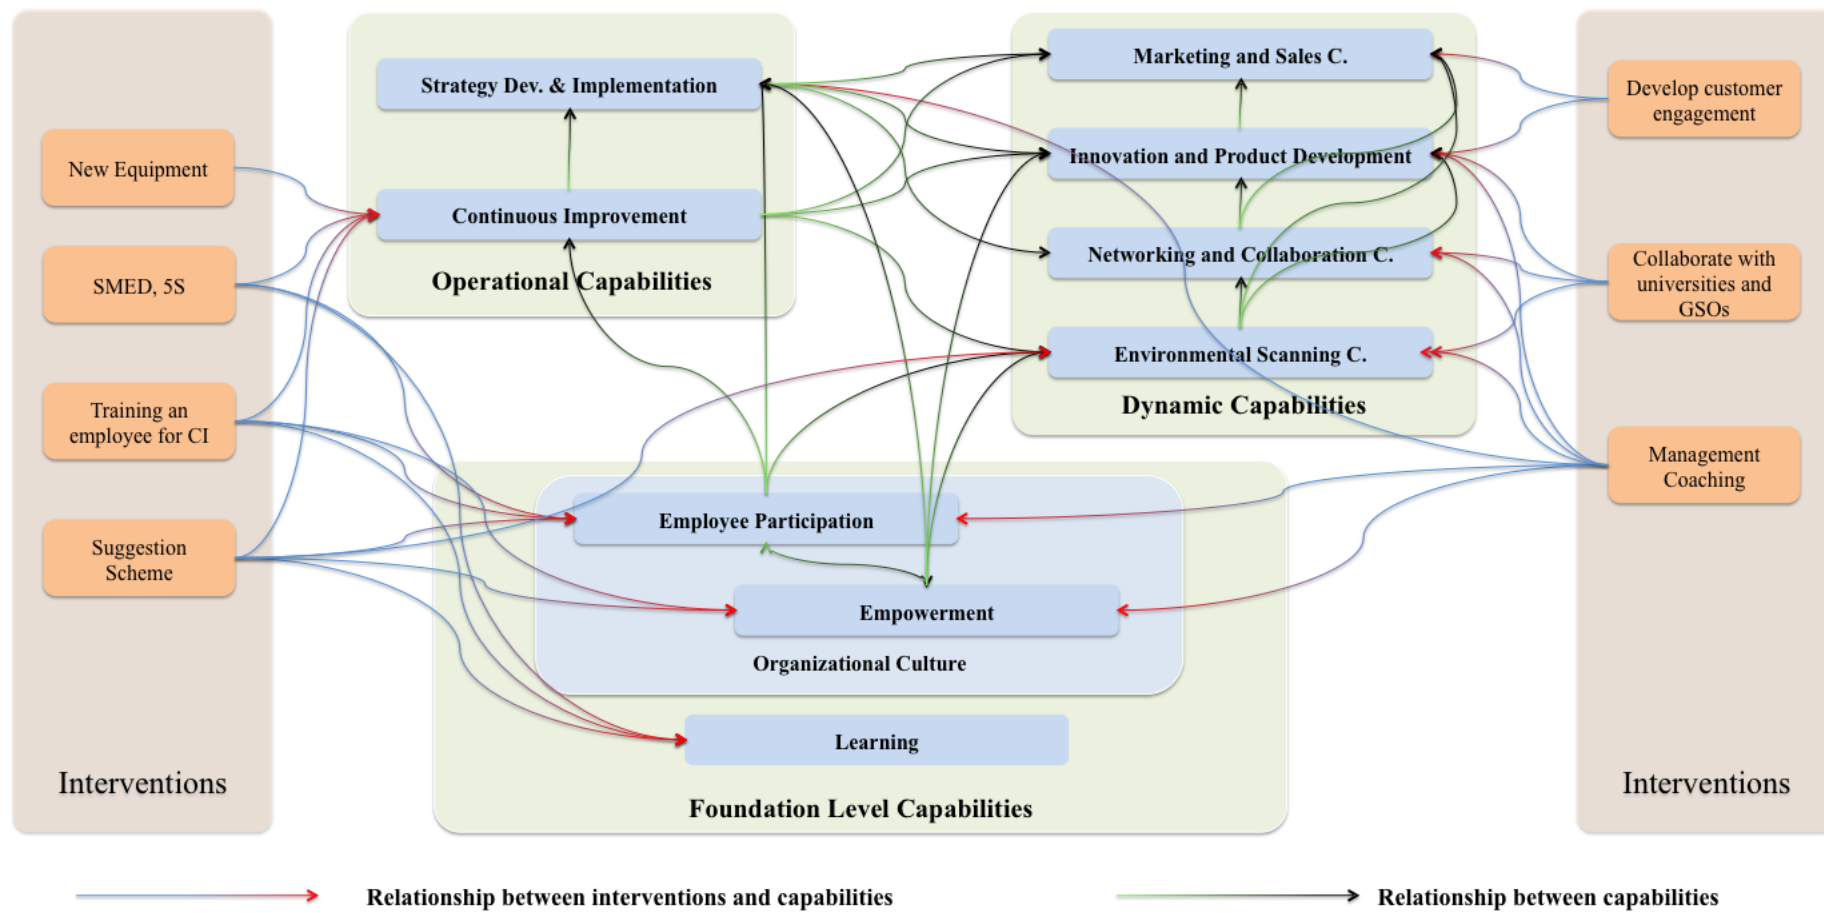 New Equipment
SMED, 5S
Training an
employee for CI
Suggestion
Scheme
Interventions
Strategy Dev. & Implementation
Continuous Improvement
Operational Capabilities
Marketing and Sales C.
Innovation and Product Development
Networking and Collaboration C.
Environmental Scanning C.
Dynamic Capabilities
Employee Participation
Empowerment
Organizational Culture
Learning
Foundation Level Capabilities
Develop customer
engagement
Collaborate with
universities and
GSOs
Management
Coaching
Interventions
Relationship between interventions and capabilities
Relationship between capabilities